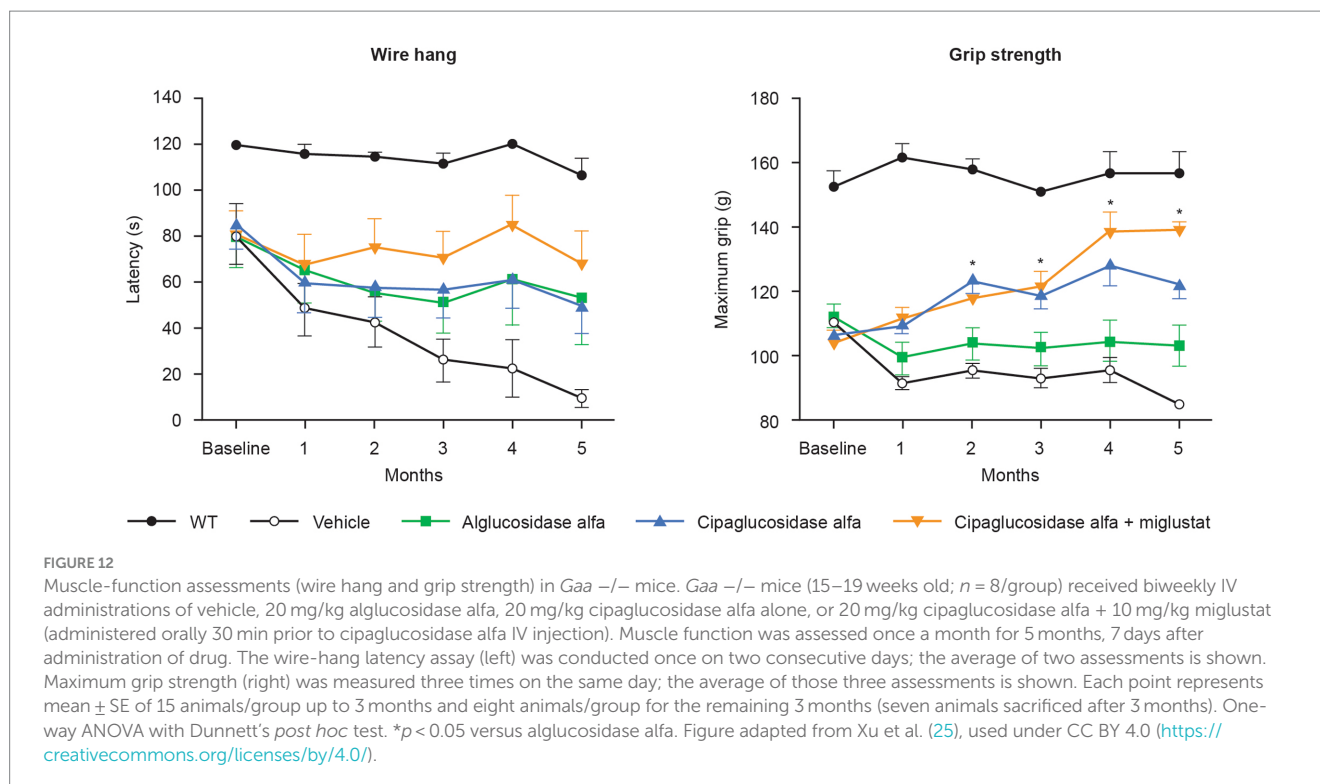 Wire hang
Grip strength
140
120
100
80
60
40
20
0
Latency (s)
Baseline 1 2 3 4 5
Months
180
160
140
120
100
80
Maximum grip (g)
* * * *
Baseline 1 2 3 4 5
Months
WT Vehicle Alglucosidase alfa Cipaglucosidase alfa Cipaglucosidase alfa + miglustat
FIGURE 12
Muscle-function assessments (wire hang and grip strength) in Gaa −/− mice. Gaa −/− mice (15–19 weeks old; n = 8/group) received biweekly IV
administrations of vehicle, 20 mg/kg alglucosidase alfa, 20 mg/kg cipaglucosidase alfa alone, or 20 mg/kg cipaglucosidase alfa + 10 mg/kg miglustat
(administered orally 30 min prior to cipaglucosidase alfa IV injection). Muscle function was assessed once a month for 5 months, 7 days after
administration of drug. The wire-hang latency assay (left) was conducted once on two consecutive days; the average of two assessments is shown.
Maximum grip strength (right) was measured three times on the same day; the average of those three assessments is shown. Each point represents
mean ± SE of 15 animals/group up to 3 months and eight animals/group for the remaining 3 months (seven animals sacrificed after 3 months). One-
way ANOVA with Dunnett's post hoc test. *p < 0.05 versus alglucosidase alfa. Figure adapted from Xu et al. (25), used under CC BY 4.0 (https://
creativecommons.org/licenses/by/4.0/).